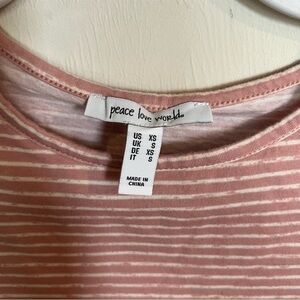 peace love world.
US XS
UK S
DE XS
IT S
MADE IN
CHINA